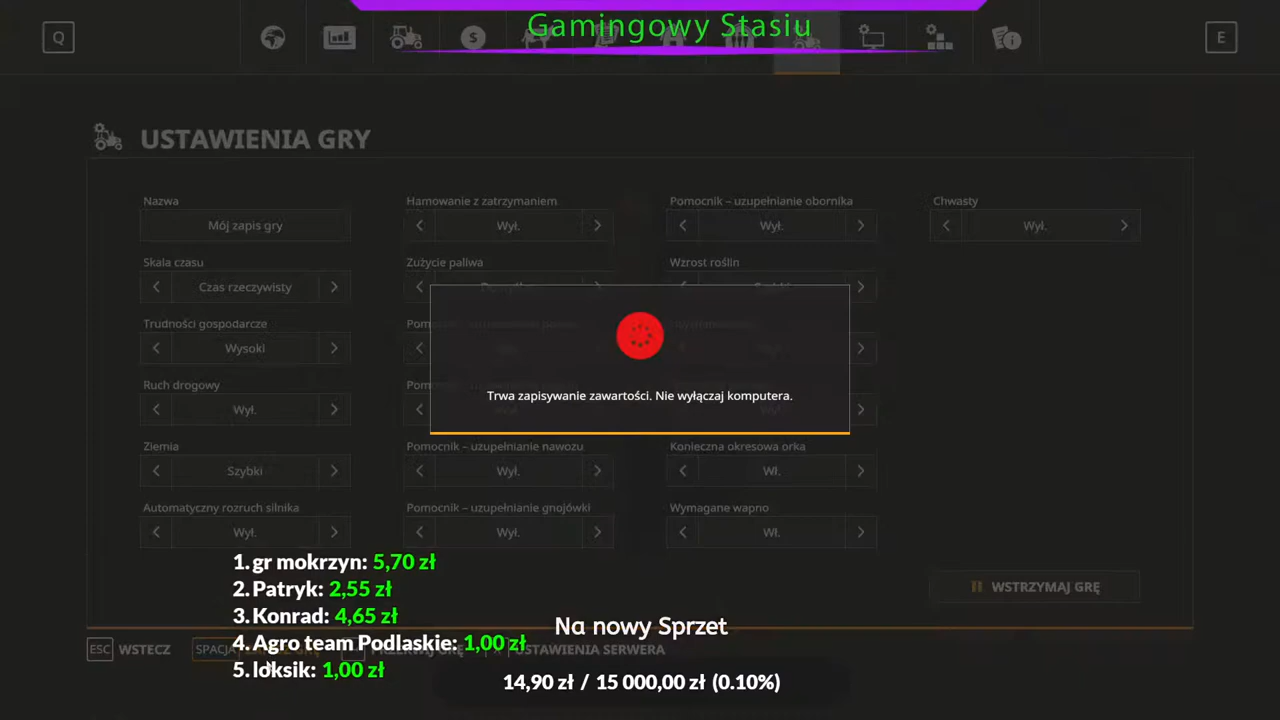 Gamingowy Stasiu
Q
E
USTAWIENIA GRY
Nazwa
Mój zapis gry
Hamowanie z zatrzymaniem
Wył.
Pomocnik – uzupełnianie obornika
Wył.
Chwasty
Wył.
Skala czasu
Czas rzeczywisty
Zużycie paliwa
Wzrost roślin
Trudności gospodarcze
Wysoki
Ruch drogowy
Wył.
Trwa zapisywanie zawartości. Nie wyłączaj komputera.
Ziemia
Szybki
Pomocnik – uzupełnianie nawozu
Wył.
Konieczna okresowa orka
Wł.
Automatyczny rozruch silnika
Wył.
Pomocnik – uzupełnianie gnojówki
Wył.
Wymagane wapno
Wł.
WSTRZYMAJ GRĘ
1. gr mokrzyn: 5,70 zł
2. Patryk: 2,55 zł
3. Konrad: 4,65 zł
4. Agro team Podlaskie: 1,00 zł
5. loksik: 1,00 zł
Na nowy Sprzet
14,90 zł / 15 000,00 zł (0.10%)
ESC WSTECZ
SPACJA
USTAWIENIA SERWERA